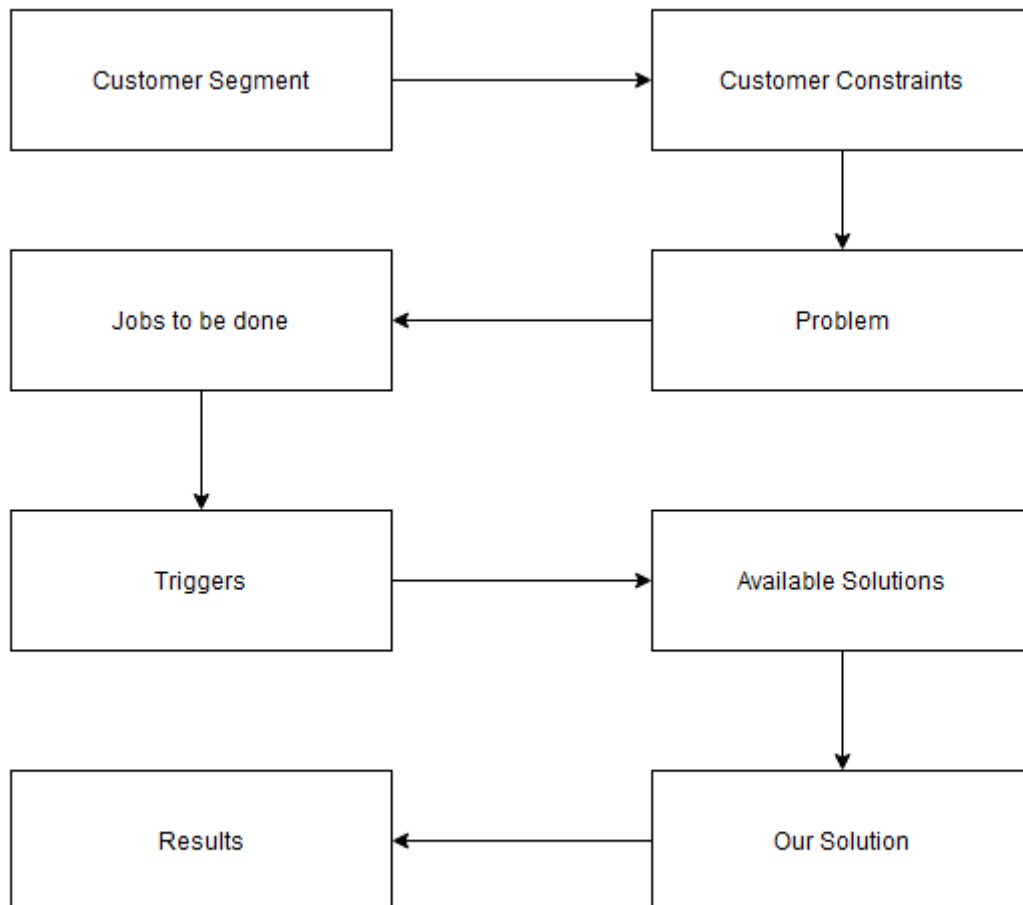 Customer Segment
Customer Constraints
Jobs to be done
Problem
Triggers
Available Solutions
Results
Our Solution